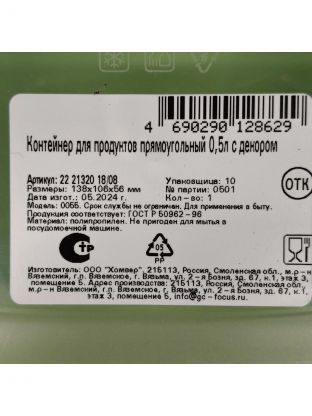 4 690290 128629
Контейнер для продуктов прямоугольный 0,5л с декором
Артикул: 22 21320 18/08
Размеры: 138х106х56 мм
Дата изгот.: 05.2024 г.
Упаковщица: 10
№ партии: 0501
Кол-во: 1
ОТК
Модель: 0055. Срок службы не ограничен. Для применения в быту.
Продукция соответствует: ГОСТ Р 50962-96
Материал: полипропилен. Не пригоден для мытья в
посудомоечной машине.
05
PP
Изготовитель: ООО "Хомвер", 215113, Россия, Смоленская обл., м.р-н
Вяземский, г.п. Вяземское, г. Вязьма, ул. 2-я Бозня, зд. 67, к.1, этаж 3,
помещение 5. Адрес производства: 215113, Россия, Смоленская обл.,
м.р-н Вяземский, г.п. Вяземское, г. Вязьма, ул. 2-я Бозня, зд. 67, к.1,
этаж 3, помещение 5, info@gc-focus.ru